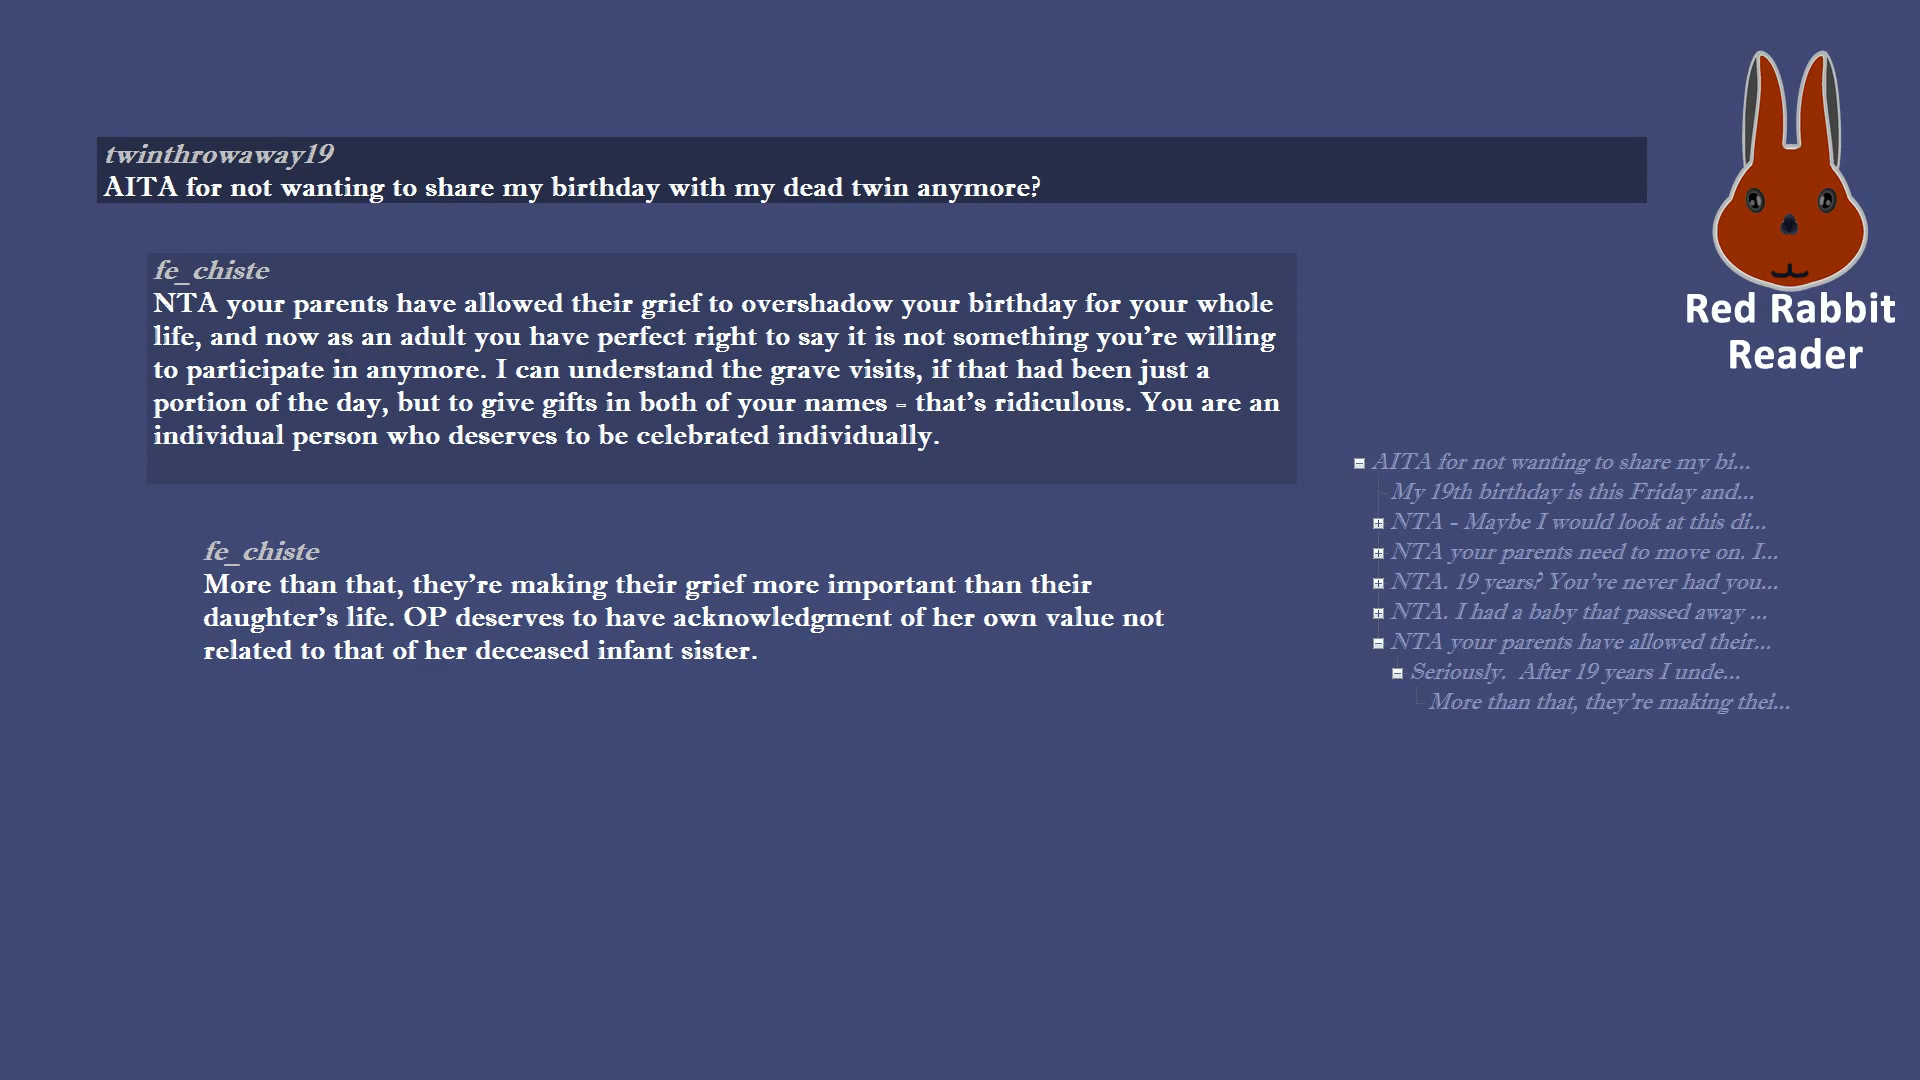 twinthrowaway19
AITA for not wanting to share my birthday with my dead twin anymore?
fe_chiste
NTA your parents have allowed their grief to overshadow your birthday for your whole
life, and now as an adult you have perfect right to say it is not something you're willing
to participate in anymore. I can understand the grave visits, if that had been just a
portion of the day, but to give gifts in both of your names - that's ridiculous. You are an
individual person who deserves to be celebrated individually.
fe_chiste
More than that, they're making their grief more important than their
daughter's life. OP deserves to have acknowledgment of her own value not
related to that of her deceased infant sister.
Red Rabbit
Reader
AITA for not wanting to share my bi...
My 19th birthday is this Friday and...
NTA - Maybe I would look at this di...
NTA your parents need to move on. I...
NTA. 19 years? You've never had you...
NTA. I had a baby that passed away ...
NTA your parents have allowed their...
Seriously.  After 19 years I unde...
More than that, they're making thei...